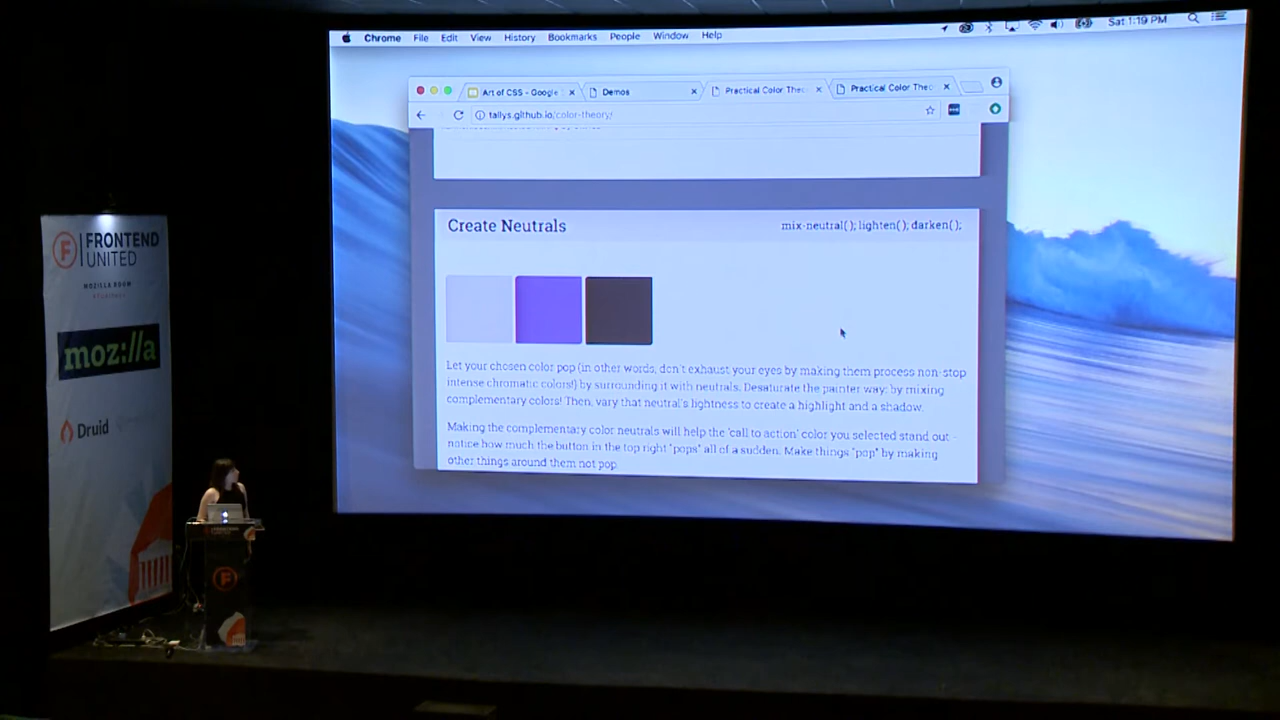 Chrome File Edit View History Bookmarks People Window Help
Sat 1:19 PM
Art of CSS - Google
Demos
Practical Color Theo
Practical Color Theo
tallys.github.io/color-theory/
Create Neutrals
mix-neutral(); lighten(); darken();
Let your chosen color pop (in other words, don't exhaust your eyes by making them process non-stop
intense chromatic colors!) by surrounding it with neutrals. Desaturate the painter way: by mixing
complementary colors! Then, vary that neutral's lightness to create a highlight and a shadow.
Making the complementary color neutrals will help the 'call to action' color you selected stand out -
notice how much the button in the top right "pops" all of a sudden. Make things "pop" by making
other things around them not pop.
F FRONTEND
UNITED
MOZILLA ROOM
moz://a
Druid
F